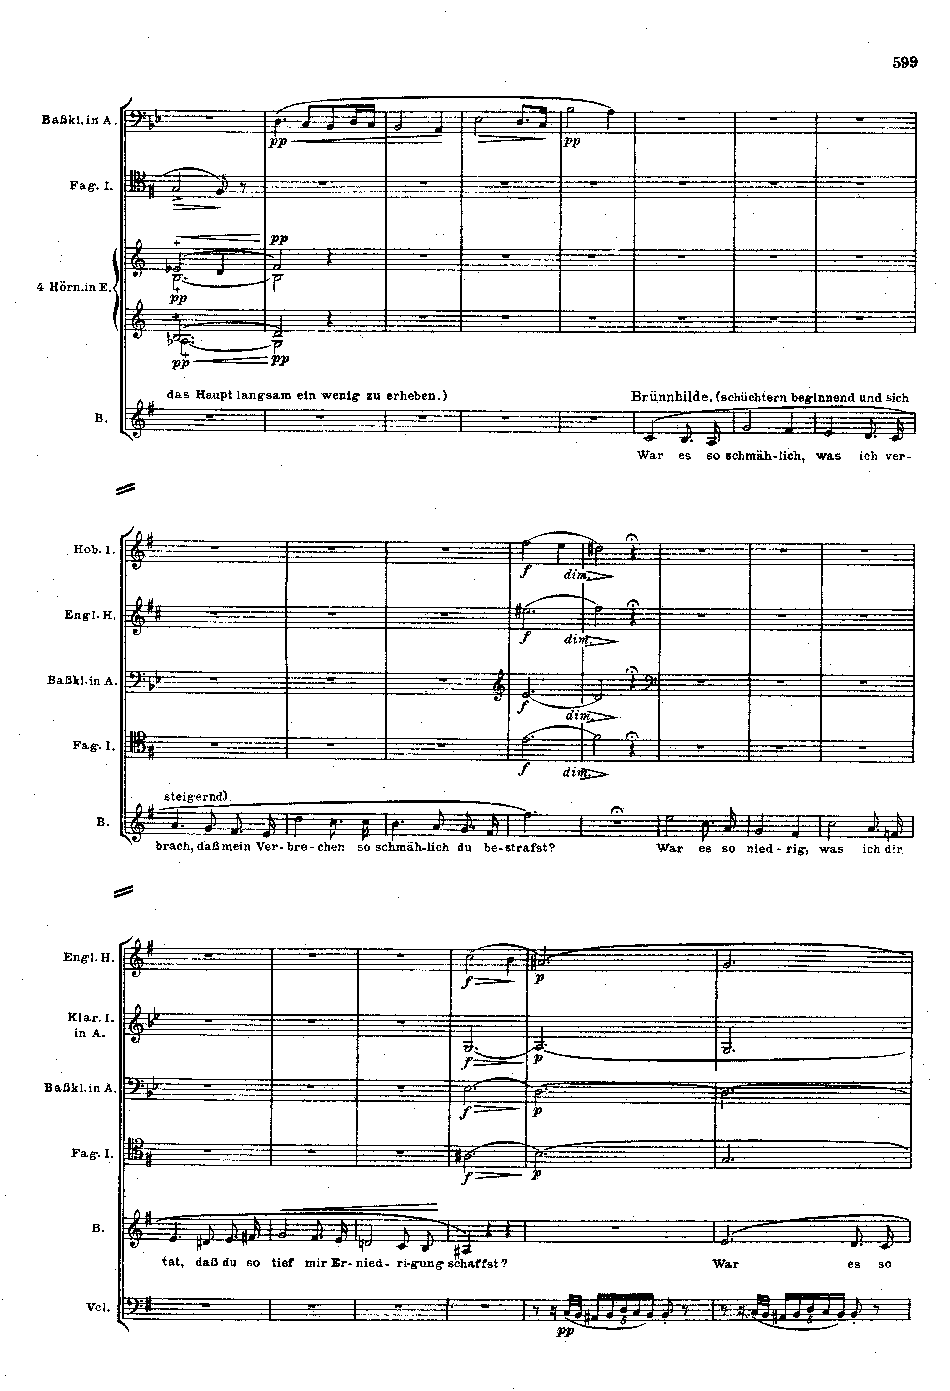 599
Baßkl. in A.
pp pp
Fag. I.
pp
4 Hörn. in E.
pp
pp pp
das Haupt langsam ein wenig zu erheben.) Brünnhilde. (schüchtern beginnend und sich
B.
War es so schmäh-lich, was ich ver-
Hob. I.
f dim.
Engl. H.
f dim.
Baßkl. in A.
f dim.
Fag. I.
f dim.
steigernd)
B.
brach, daß mein Ver-bre-chen so schmäh-lich du be-strafst? War es so nied-rig, was ich dir
Engl. H.
f p
Klar. I.
in A.
f p
Baßkl. in A.
f p
Fag. I.
f p
B.
tat, daß du so tief mir Er-nied-ri-gung schaffst? War es so
Vcl.
5 5
pp